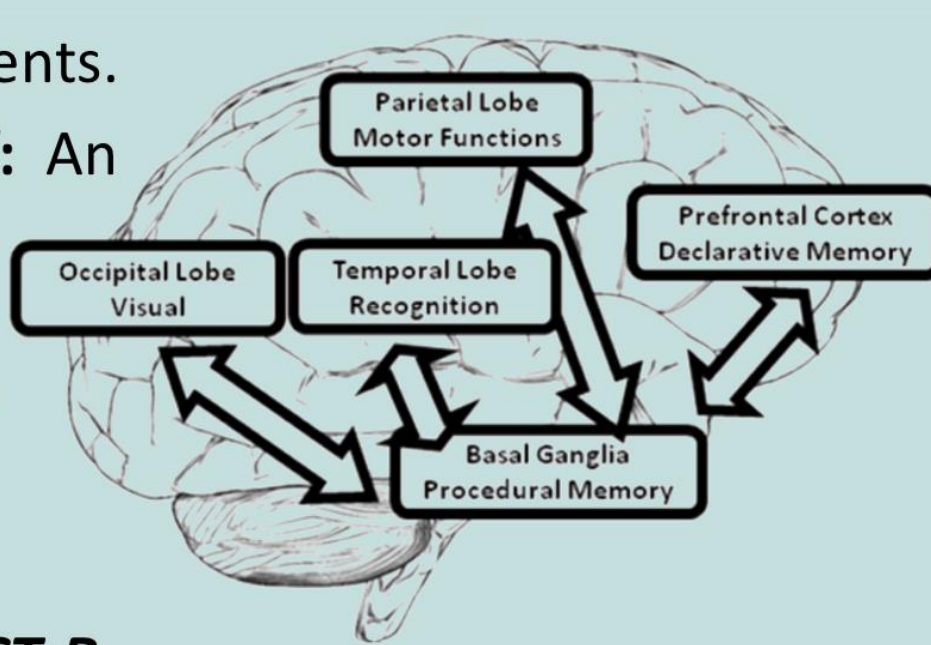 ents.
: An
Parietal Lobe
Motor Functions
Prefrontal Cortex
Declarative Memory
Occipital Lobe
Visual
Temporal Lobe
Recognition
Basal Ganglia
Procedural Memory
CT-R